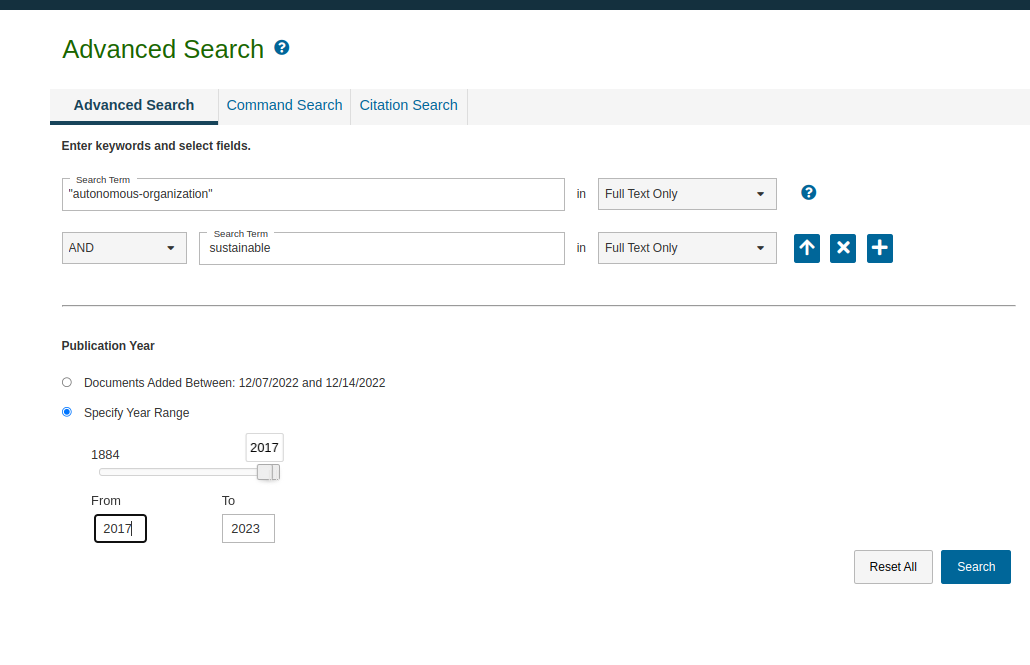 Advanced Search
Advanced Search Command Search Citation Search
Enter keywords and select fields.
Search Term
"autonomous-organization" in Full Text Only
Search Term
AND sustainable in Full Text Only
Publication Year
Documents Added Between: 12/07/2022 and 12/14/2022
Specify Year Range
1884 2017
From To
2017 2023
Reset All Search